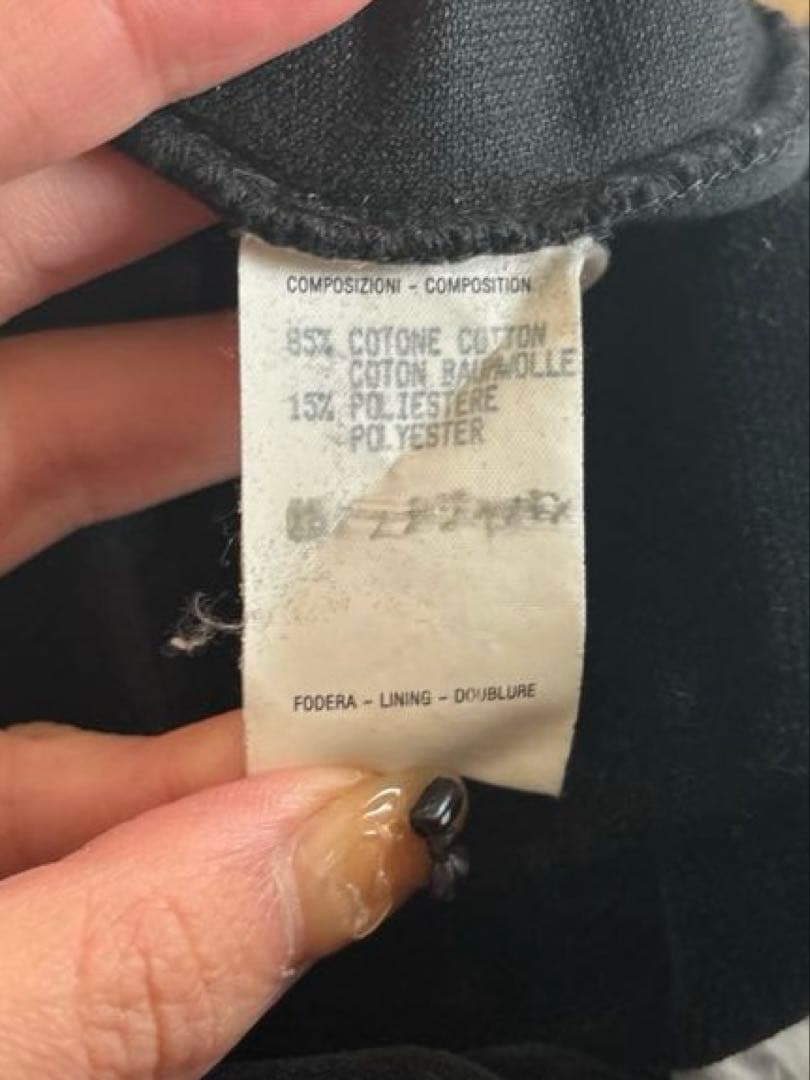 COMPOSIZIONI - COMPOSITION
85% COTONE COTTON
COTON BAUMWOLLE
15% POLIESTERE
POLYESTER
FODERA - LINING - DOUBLURE